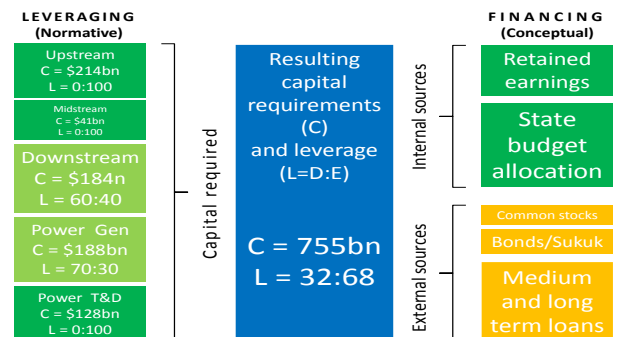 LEVERAGING
(Normative)
Upstream
C = $214bn
L = 0:100
Midstream
C = $41bn
L = 0:100
Downstream
C = $184n
L = 60:40
Power Gen
C = $188bn
L = 70:30
Power T&D
C = $128bn
L = 0:100
Capital required
Resulting
capital
requirements
(C)
and leverage
(L=D:E)
C = 755bn
L = 32:68
FINANCING
(Conceptual)
Internal sources
Retained
earnings
State
budget
allocation
External sources
Common stocks
Bonds/Sukuk
Medium
and long
term loans